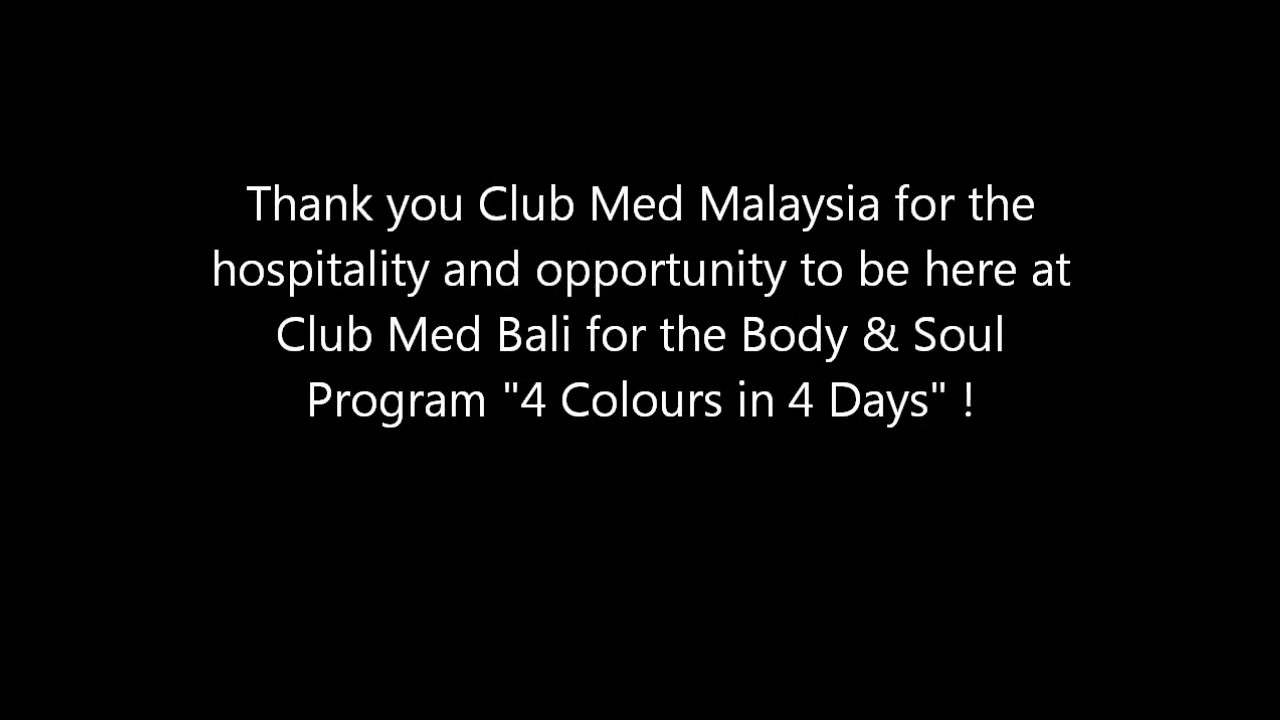 Thank you Club Med Malaysia for the
hospitality and opportunity to be here at
Club Med Bali for the Body & Soul
Program "4 Colours in 4 Days" !